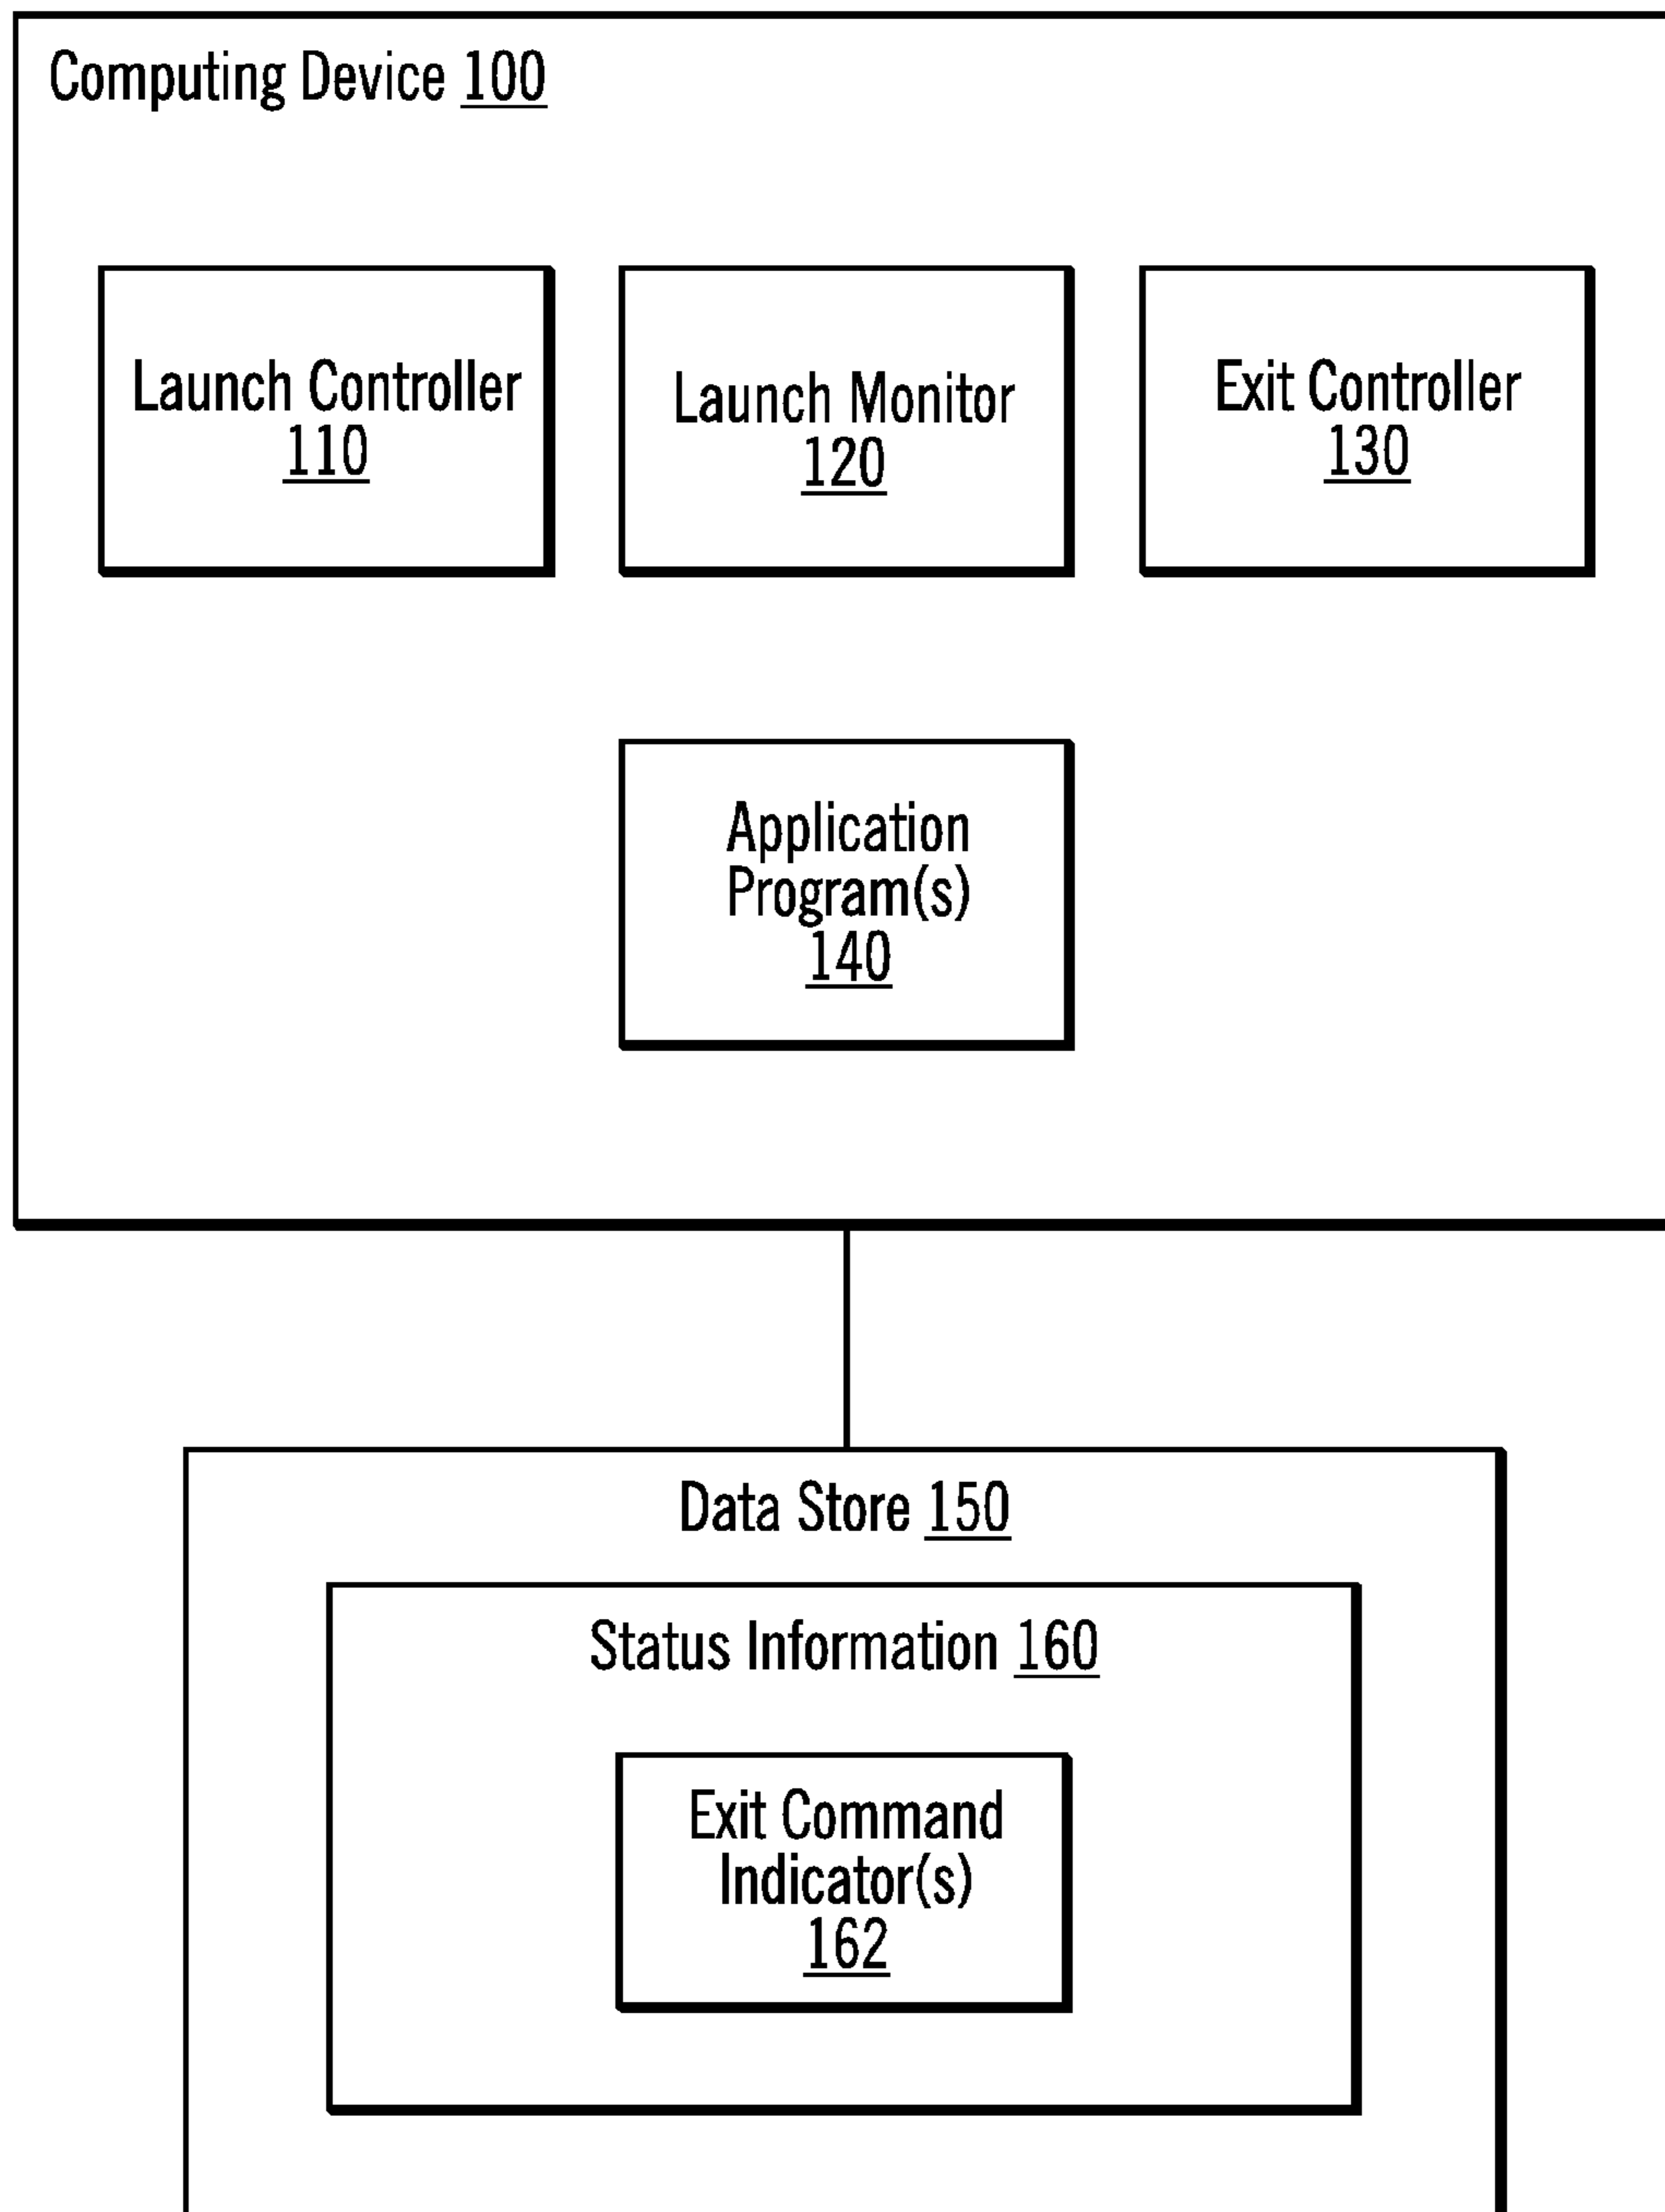 Computing Device 100
Launch Controller
110
Launch Monitor
120
Exit Controller
130
Application
Program(s)
140
Data Store 150
Status Information 160
Exit Command
Indicator(s)
162